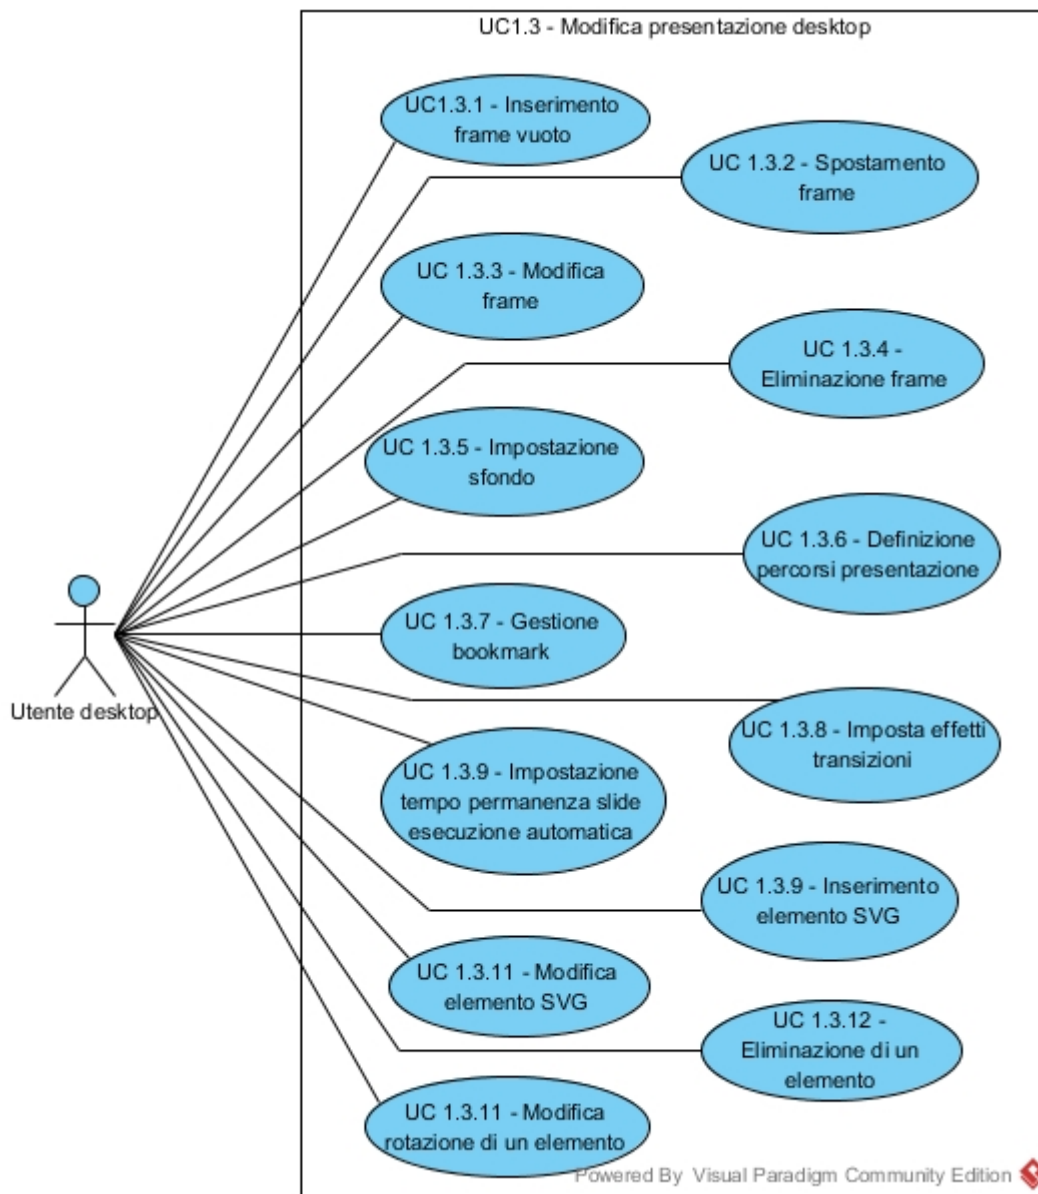 UC1.3 - Modifica presentazione desktop
UC1.3.1 - Inserimento
frame vuoto
UC 1.3.2 - Spostamento
frame
UC 1.3.3 - Modifica
frame
UC 1.3.4 -
Eliminazione frame
UC 1.3.5 - Impostazione
sfondo
UC 1.3.6 - Definizione
percorsi presentazione
UC 1.3.7 - Gestione
bookmark
Utente desktop
UC 1.3.8 - Imposta effetti
transizioni
UC 1.3.9 - Impostazione
tempo permanenza slide
esecuzione automatica
UC 1.3.9 - Inserimento
elemento SVG
UC 1.3.11 - Modifica
elemento SVG
UC 1.3.12 -
Eliminazione di un
elemento
UC 1.3.11 - Modifica
rotazione di un elemento
Powered By Visual Paradigm Community Edition